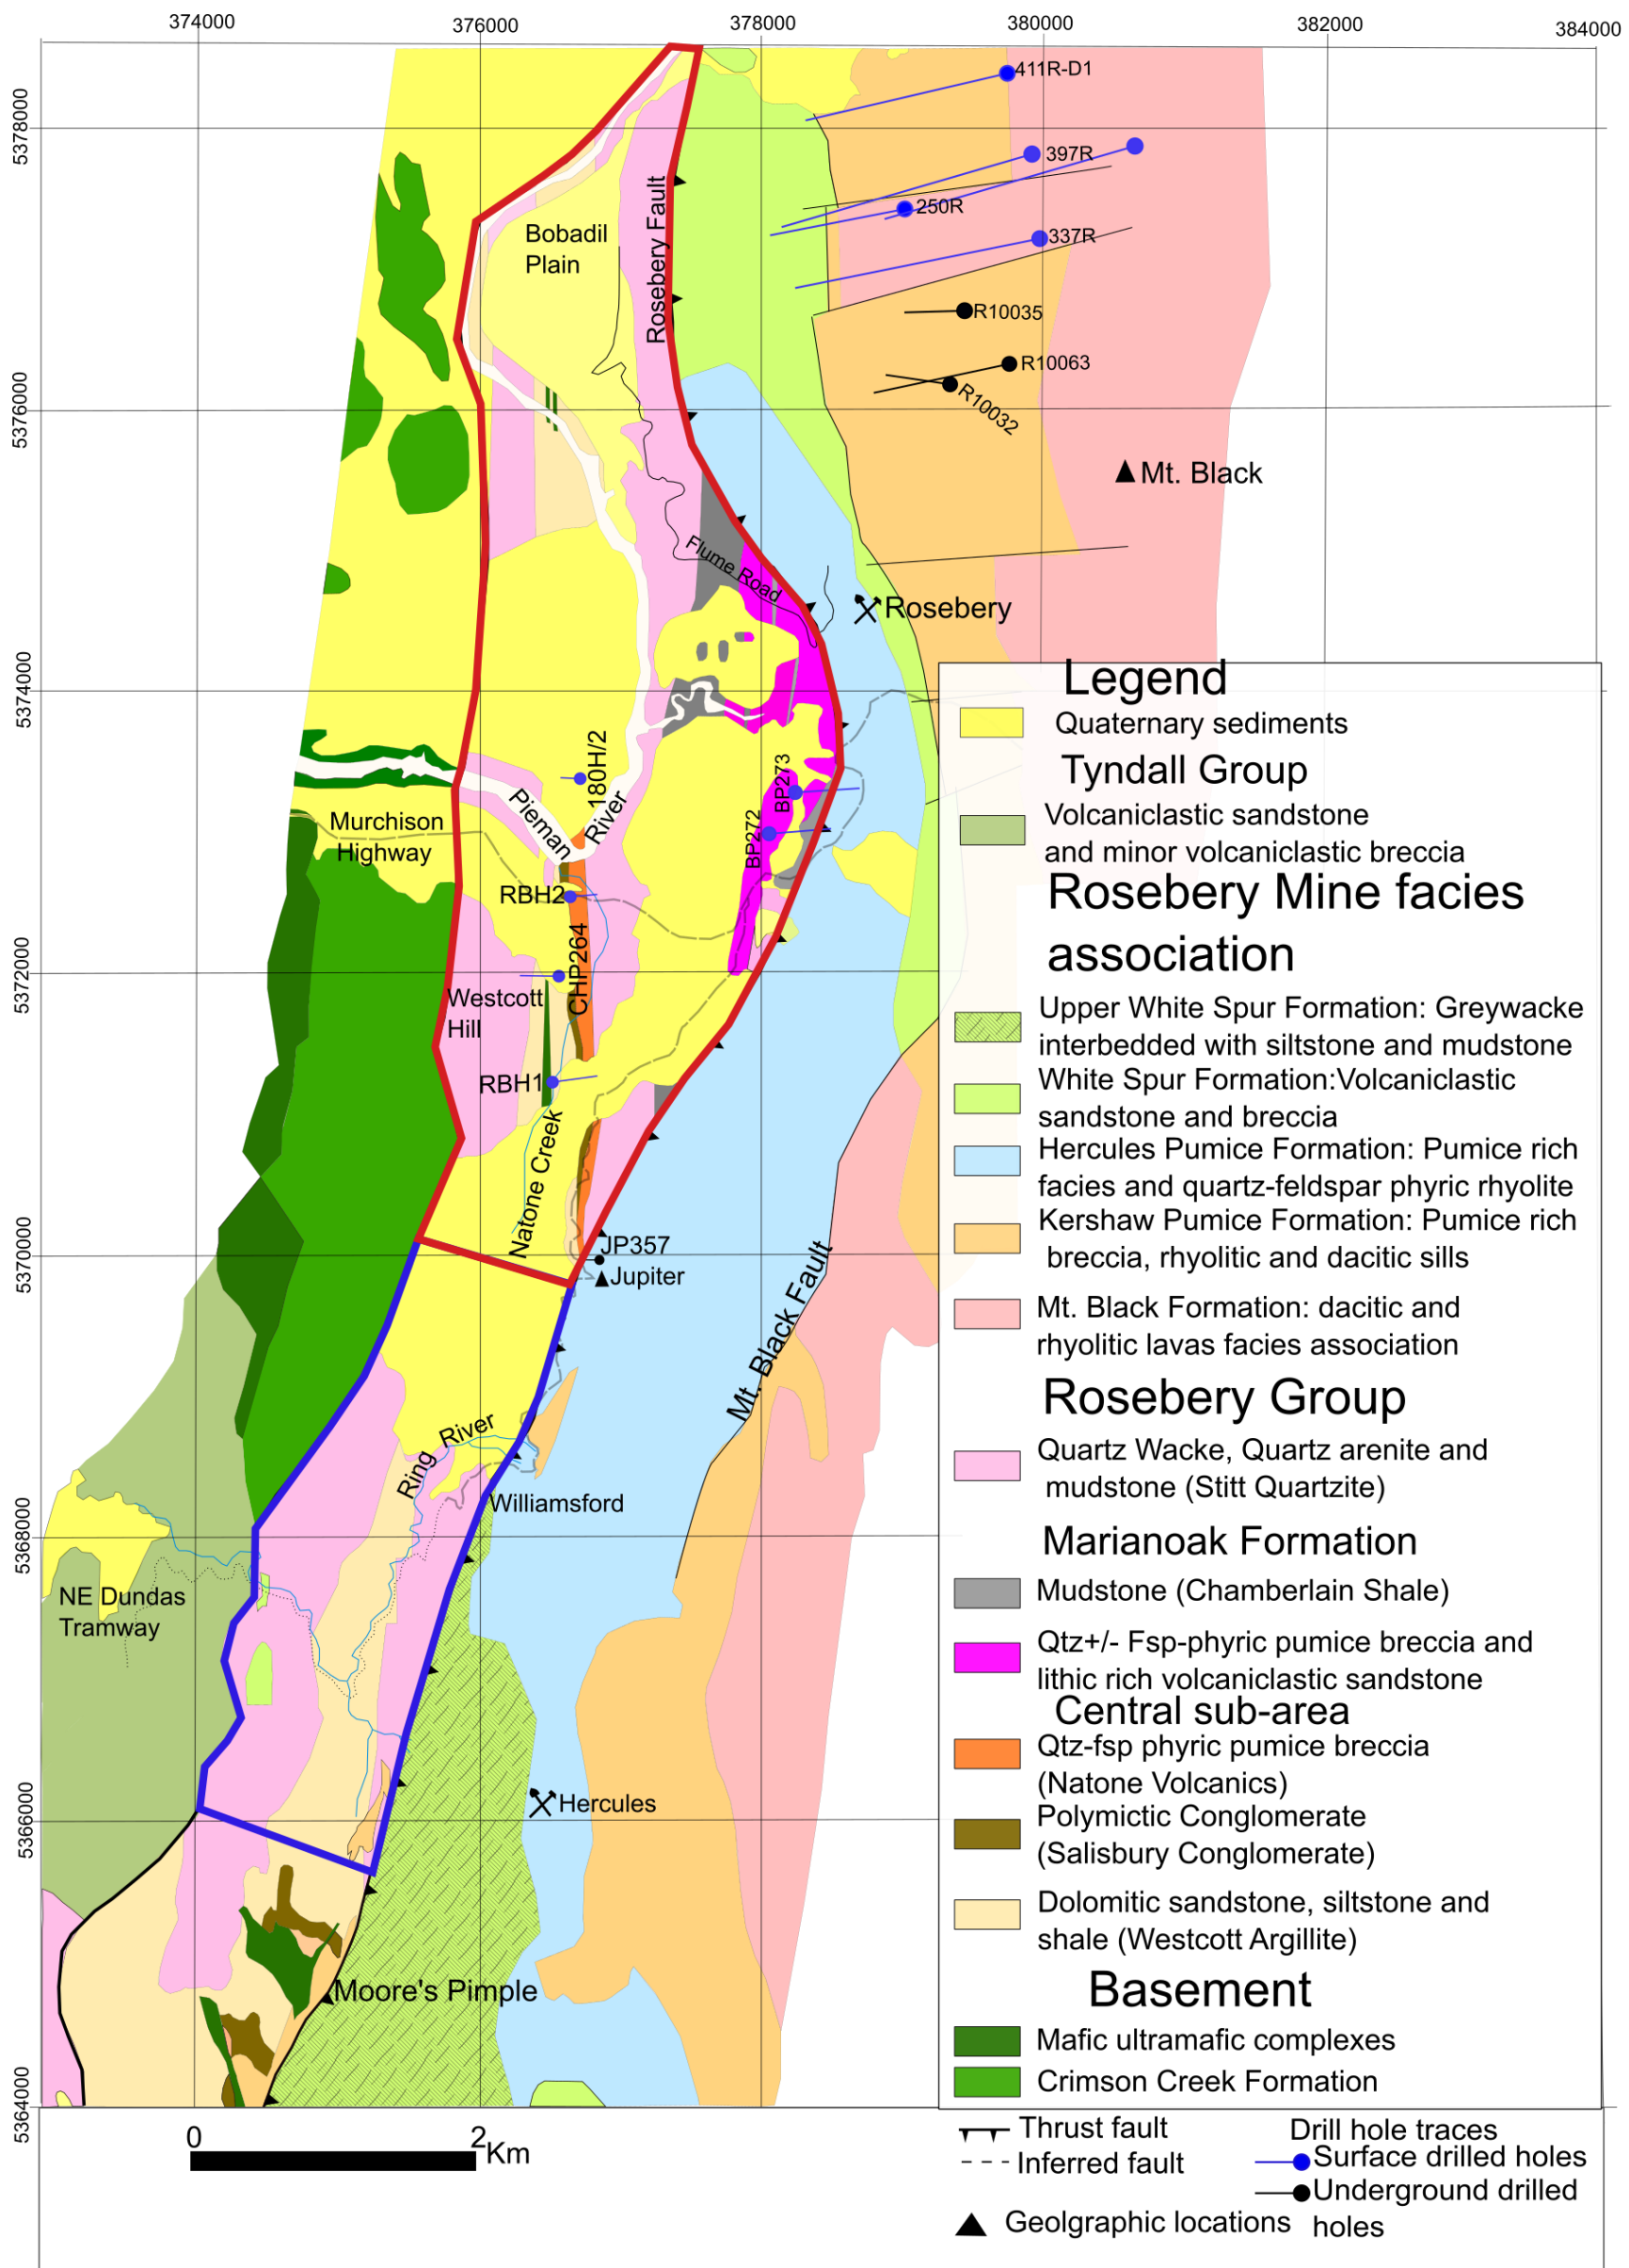 374000
376000
378000
380000
382000
384000
5378000
5376000
5374000
5372000
5370000
5368000
5366000
5364000
411R-D1
397R
250R
337R
R10035
R10063
R10032
Bobadil
Plain
Rosebery Fault
Mt. Black
Flume Road
Rosebery
180H/2
Pieman
River
BP273
BP272
Murchison
Highway
RBH2
CHP264
Westcott
Hill
RBH1
Natone Creek
JP357
Jupiter
Mt. Black Fault
Ring
River
Williamsford
NE Dundas
Tramway
Hercules
Moore's Pimple
Legend
Quaternary sediments
Tyndall Group
Volcaniclastic sandstone
and minor volcaniclastic breccia
Rosebery Mine facies
association
Upper White Spur Formation: Greywacke
interbedded with siltstone and mudstone
White Spur Formation:Volcaniclastic
sandstone and breccia
Hercules Pumice Formation: Pumice rich
facies and quartz-feldspar phyric rhyolite
Kershaw Pumice Formation: Pumice rich
breccia, rhyolitic and dacitic sills
Mt. Black Formation: dacitic and
rhyolitic lavas facies association
Rosebery Group
Quartz Wacke, Quartz arenite and
mudstone (Stitt Quartzite)
Marianoak Formation
Mudstone (Chamberlain Shale)
Qtz+/- Fsp-phyric pumice breccia and
lithic rich volcaniclastic sandstone
Central sub-area
Qtz-fsp phyric pumice breccia
(Natone Volcanics)
Polymictic Conglomerate
(Salisbury Conglomerate)
Dolomitic sandstone, siltstone and
shale (Westcott Argillite)
Basement
Mafic ultramafic complexes
Crimson Creek Formation
0
2
Km
Thrust fault
Inferred fault
Geolgraphic locations
Drill hole traces
Surface drilled holes
Underground drilled
holes